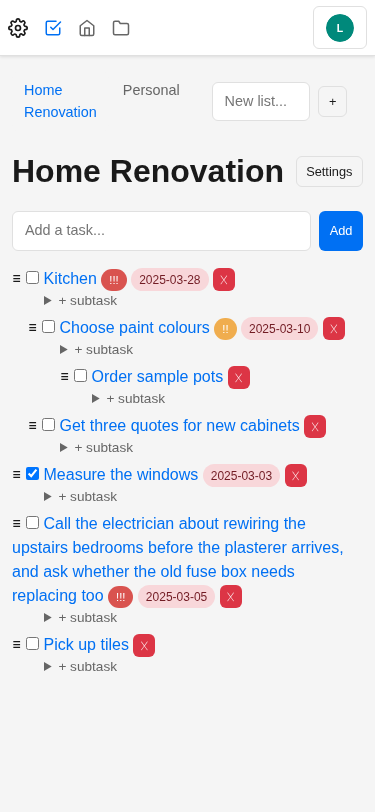 L
Home Renovation
Personal
New list...
+
Home Renovation
Settings
Add a task...
Add
Kitchen !!! 2025-03-28 X
+ subtask
Choose paint colours !! 2025-03-10 X
+ subtask
Order sample pots X
+ subtask
Get three quotes for new cabinets X
+ subtask
Measure the windows 2025-03-03 X
+ subtask
Call the electrician about rewiring the
upstairs bedrooms before the plasterer arrives,
and ask whether the old fuse box needs
replacing too !!! 2025-03-05 X
+ subtask
Pick up tiles X
+ subtask